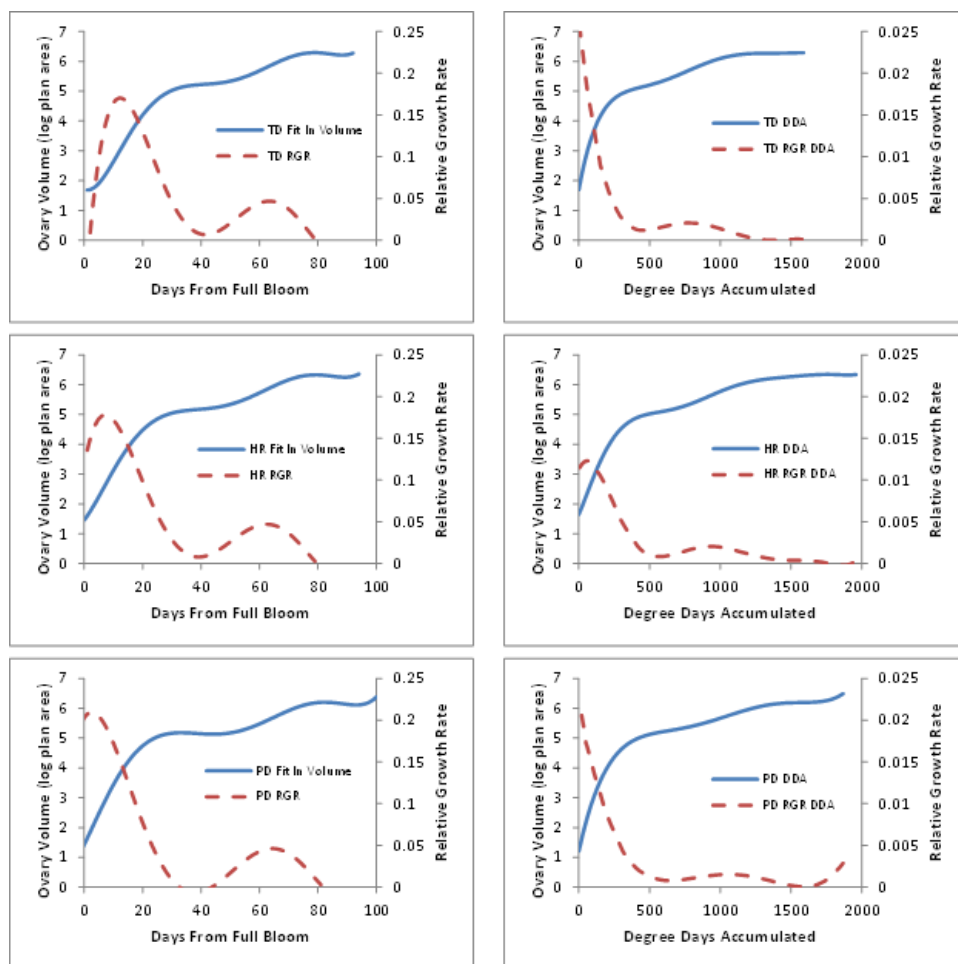 Ovary Volume (log plan area)
7
6
5
4
3
2
1
0
0.25
0.2
0.15
0.1
0.05
0
Relative Growth Rate
TD Fit ln Volume
TD RGR
0 20 40 60 80 100
Days From Full Bloom
Ovary Volume (log plan area)
7
6
5
4
3
2
1
0
0.025
0.02
0.015
0.01
0.005
0
Relative Growth Rate
TD DDA
TD RGR DDA
0 500 1000 1500 2000
Degree Days Accumulated
Ovary Volume (log plan area)
7
6
5
4
3
2
1
0
0.25
0.2
0.15
0.1
0.05
0
Relative Growth Rate
HR Fit ln Volume
HR RGR
0 20 40 60 80 100
Days From Full Bloom
Ovary Volume (log plan area)
7
6
5
4
3
2
1
0
0.025
0.02
0.015
0.01
0.005
0
Relative Growth Rate
HR DDA
HR RGR DDA
0 500 1000 1500 2000
Degree Days Accumulated
Ovary Volume (log plan area)
7
6
5
4
3
2
1
0
0.25
0.2
0.15
0.1
0.05
0
Relative Growth Rate
PD Fit ln Volume
PD RGR
0 20 40 60 80 100
Days From Full Bloom
Ovary Volume (log plan area)
7
6
5
4
3
2
1
0
0.025
0.02
0.015
0.01
0.005
0
Relative Growth Rate
PD DDA
PD RGR DDA
0 500 1000 1500 2000
Degree Days Accumulated